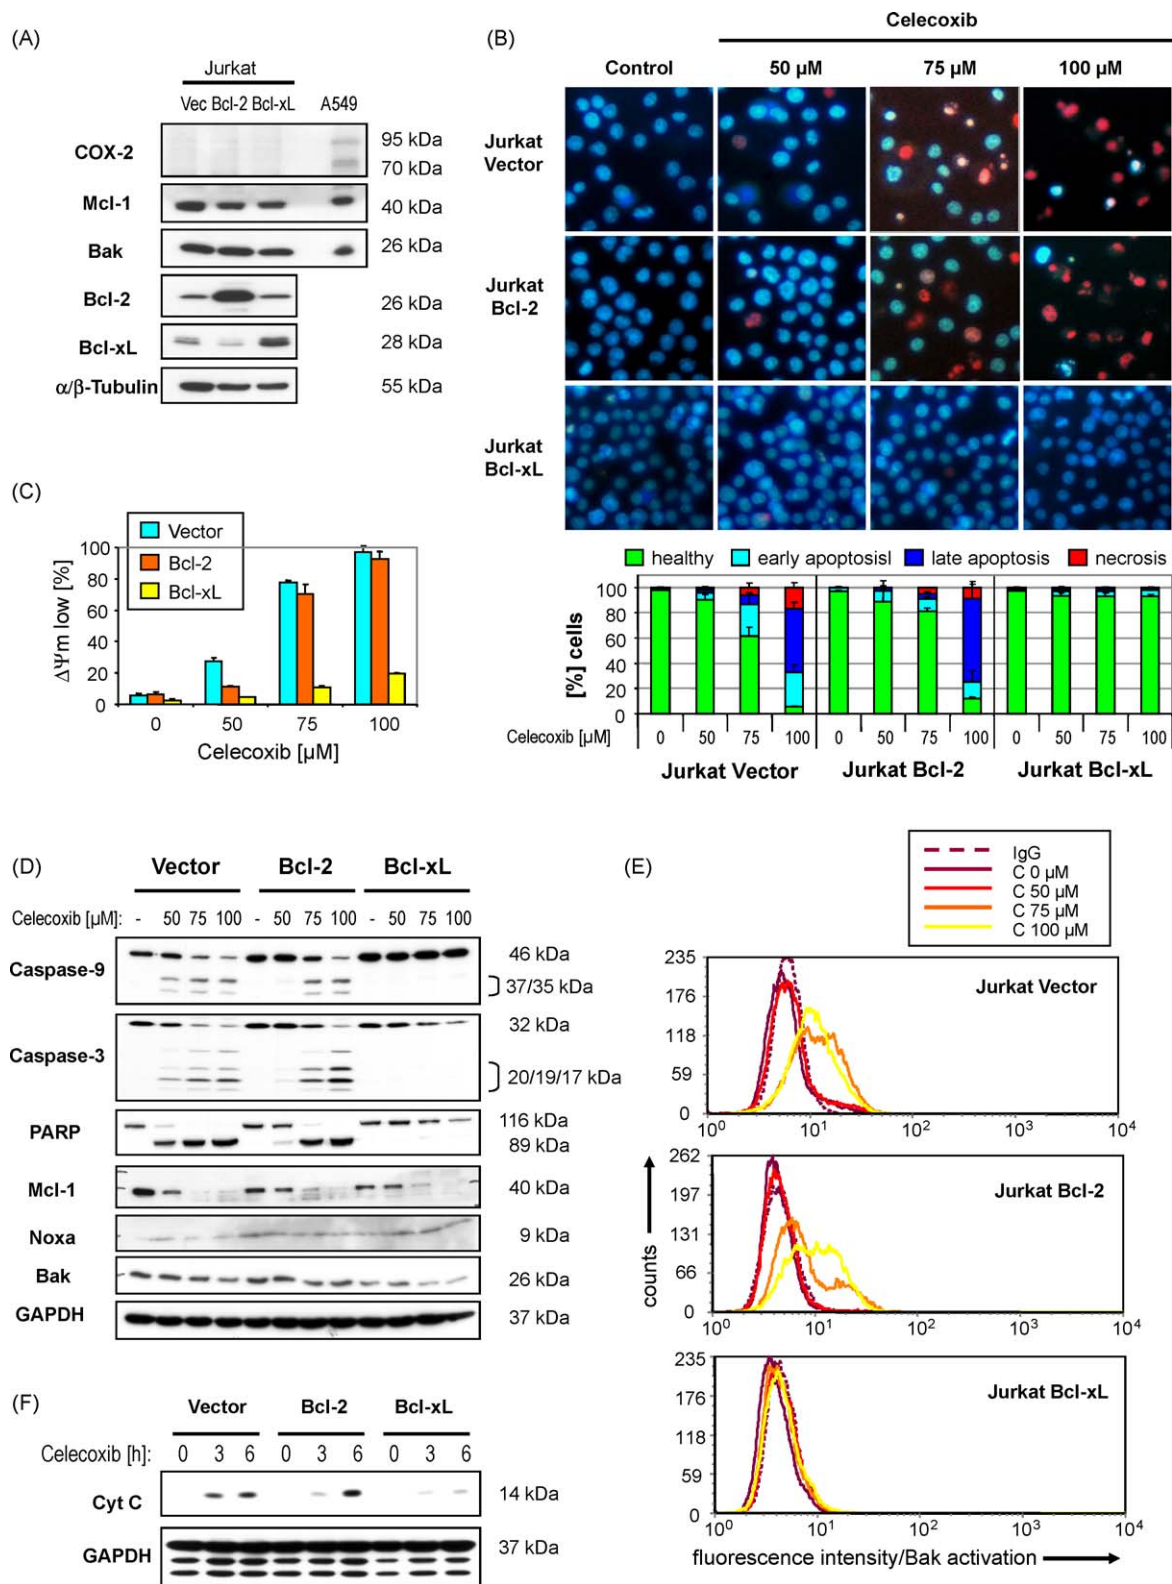 (A)
Jurkat
Vec Bcl-2 Bcl-xL A549
COX-2
95 kDa
70 kDa
Mcl-1
40 kDa
Bak
26 kDa
Bcl-2
26 kDa
Bcl-xL
28 kDa
α/β-Tubulin
55 kDa
(B)
Celecoxib
Control 50 µM 75 µM 100 µM
Jurkat
Vector
Jurkat
Bcl-2
Jurkat
Bcl-xL
healthy early apoptosisl late apoptosis necrosis
[%] cells
100
80
60
40
20
0
Celecoxib [µM] 0 50 75 100 0 50 75 100 0 50 75 100
Jurkat Vector Jurkat Bcl-2 Jurkat Bcl-xL
(C)
Vector
Bcl-2
Bcl-xL
ΔΨm low [%]
100
80
60
40
20
0
0 50 75 100
Celecoxib [µM]
(D)
Vector Bcl-2 Bcl-xL
Celecoxib [µM]: - 50 75 100 - 50 75 100 - 50 75 100
Caspase-9
46 kDa
37/35 kDa
Caspase-3
32 kDa
20/19/17 kDa
PARP
116 kDa
89 kDa
Mcl-1
40 kDa
Noxa
9 kDa
Bak
26 kDa
GAPDH
37 kDa
(E)
IgG
C 0 µM
C 50 µM
C 75 µM
C 100 µM
Jurkat Vector
235
176
118
59
0
10⁰ 10¹ 10² 10³ 10⁴
Jurkat Bcl-2
262
197
131
66
0
10⁰ 10¹ 10² 10³ 10⁴
counts
Jurkat Bcl-xL
235
176
118
59
0
10⁰ 10¹ 10² 10³ 10⁴
fluorescence intensity/Bak activation
(F)
Vector Bcl-2 Bcl-xL
Celecoxib [h]: 0 3 6 0 3 6 0 3 6
Cyt C
14 kDa
GAPDH
37 kDa